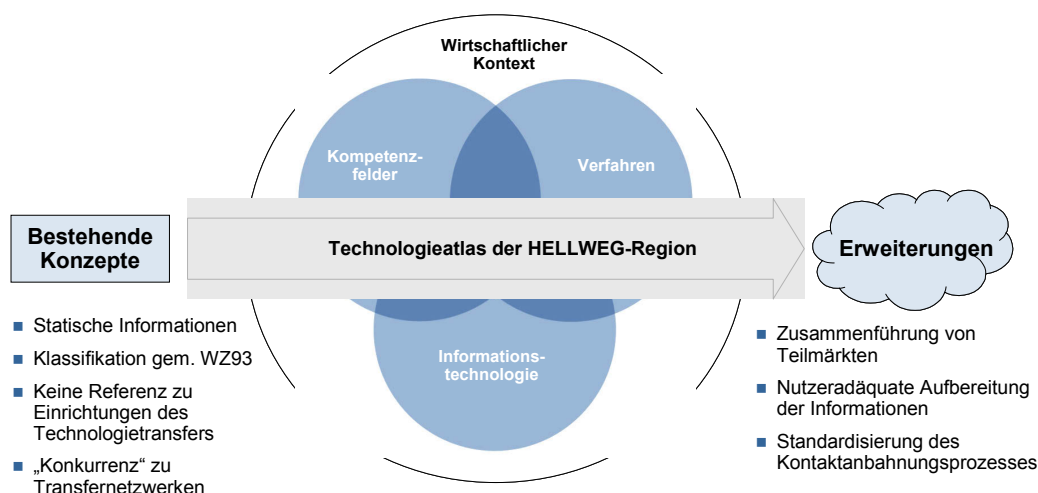 Wirtschaftlicher
Kontext
Kompetenz-
felder
Verfahren
Bestehende
Konzepte
Technologieatlas der HELLWEG-Region
Erweiterungen
Informations-
technologie
■ Statische Informationen
■ Klassifikation gem. WZ93
■ Keine Referenz zu
Einrichtungen des
Technologietransfers
■ „Konkurrenz“ zu
Transfernetzwerken
■ Zusammenführung von
Teilmärkten
■ Nutzeradäquate Aufbereitung
der Informationen
■ Standardisierung des
Kontaktanbahnungsprozesses